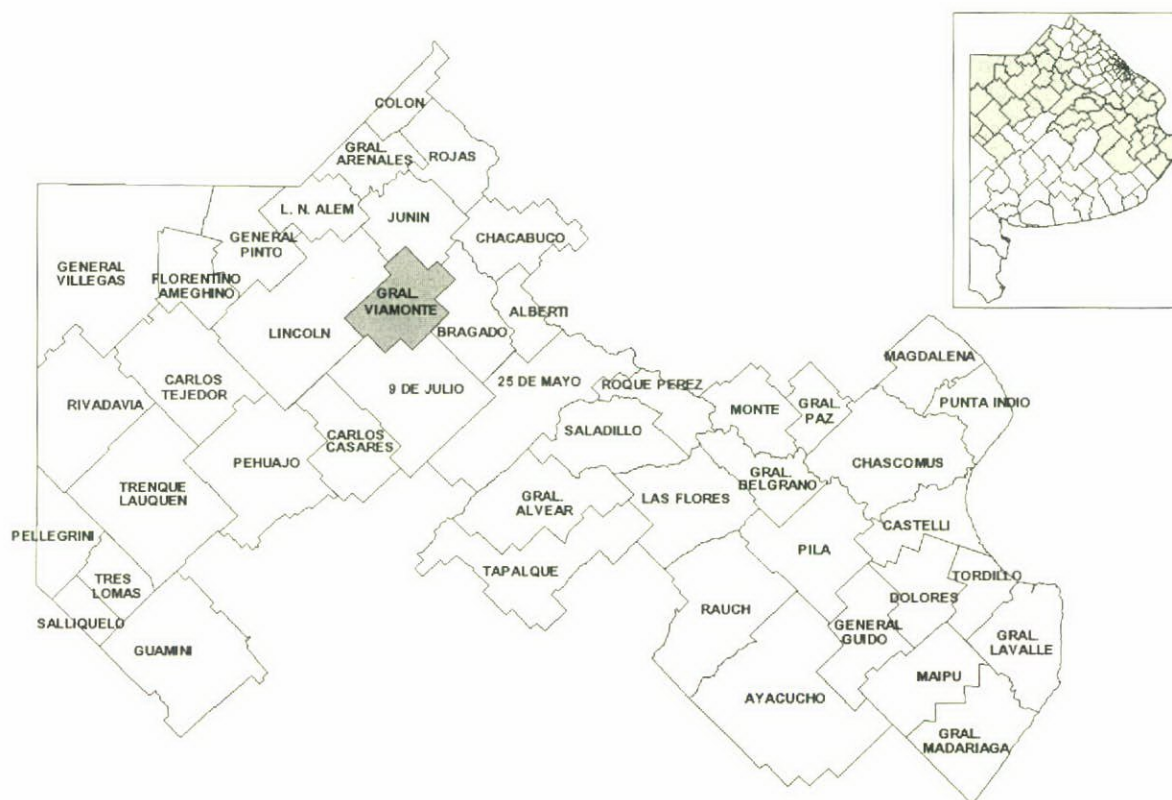 COLON
GRAL.
ARENALES
ROJAS
L. N. ALEM
JUNIN
CHACABUCO
GENERAL
PINTO
GENERAL
VILLEGAS
FLORENTINO
AMEGHINO
GRAL.
VIAMONTE
LINCOLN
BRAGADO
ALBERTI
CARLOS
TEJEDOR
RIVADAVIA
9 DE JULIO
25 DE MAYO
ROQUE PEREZ
MONTE
GRAL.
PAZ
MAGDALENA
PUNTA INDIO
CARLOS
CASARES
SALADILLO
PEHUAJO
CHASCOMUS
TRENQUE
LAUQUEN
GRAL.
BELGRANO
GRAL.
ALVEAR
LAS FLORES
CASTELLI
PELLEGRINI
PILA
TAPALQUE
TRES
LOMAS
TORDILLO
DOLORES
RAUCH
SALLIQUELO
GENERAL
GUIDO
GUAMINI
GRAL.
LAVALLE
MAIPU
AYACUCHO
GRAL.
MADARIAGA